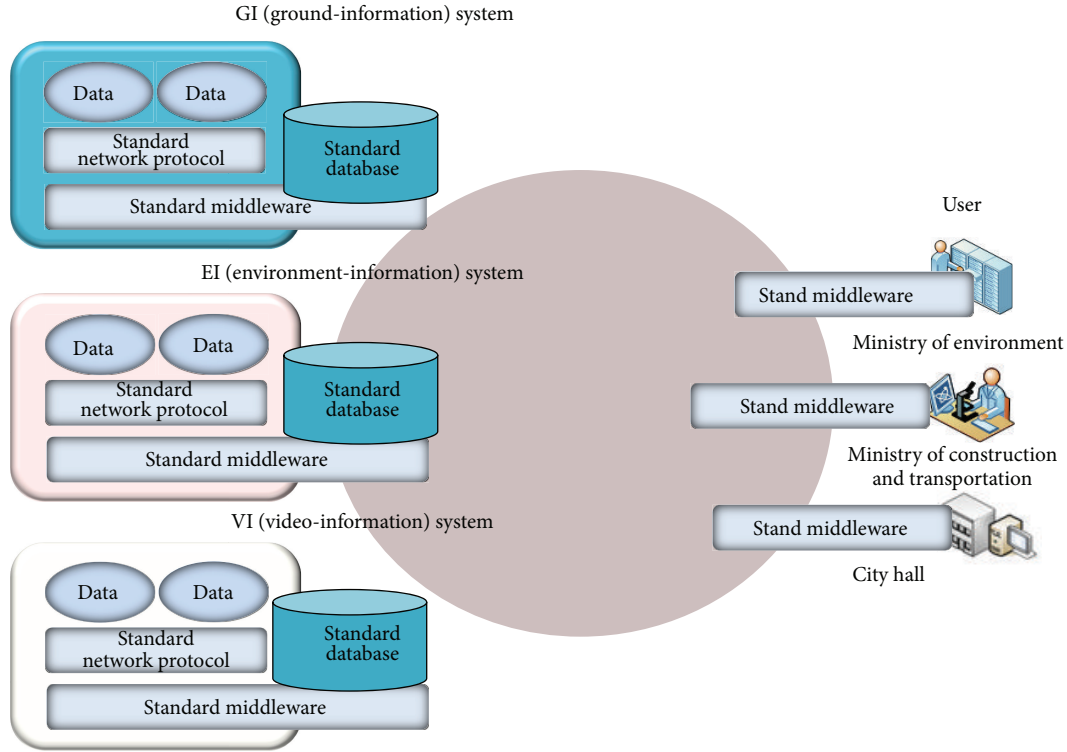 GI (ground-information) system
Data
Data
Standard
network protocol
Standard
database
Standard middleware
EI (environment-information) system
Data
Data
Standard
network protocol
Standard
database
Standard middleware
VI (video-information) system
Data
Data
Standard
network protocol
Standard
database
Standard middleware
User
Stand middleware
Ministry of environment
Stand middleware
Ministry of construction
and transportation
Stand middleware
City hall